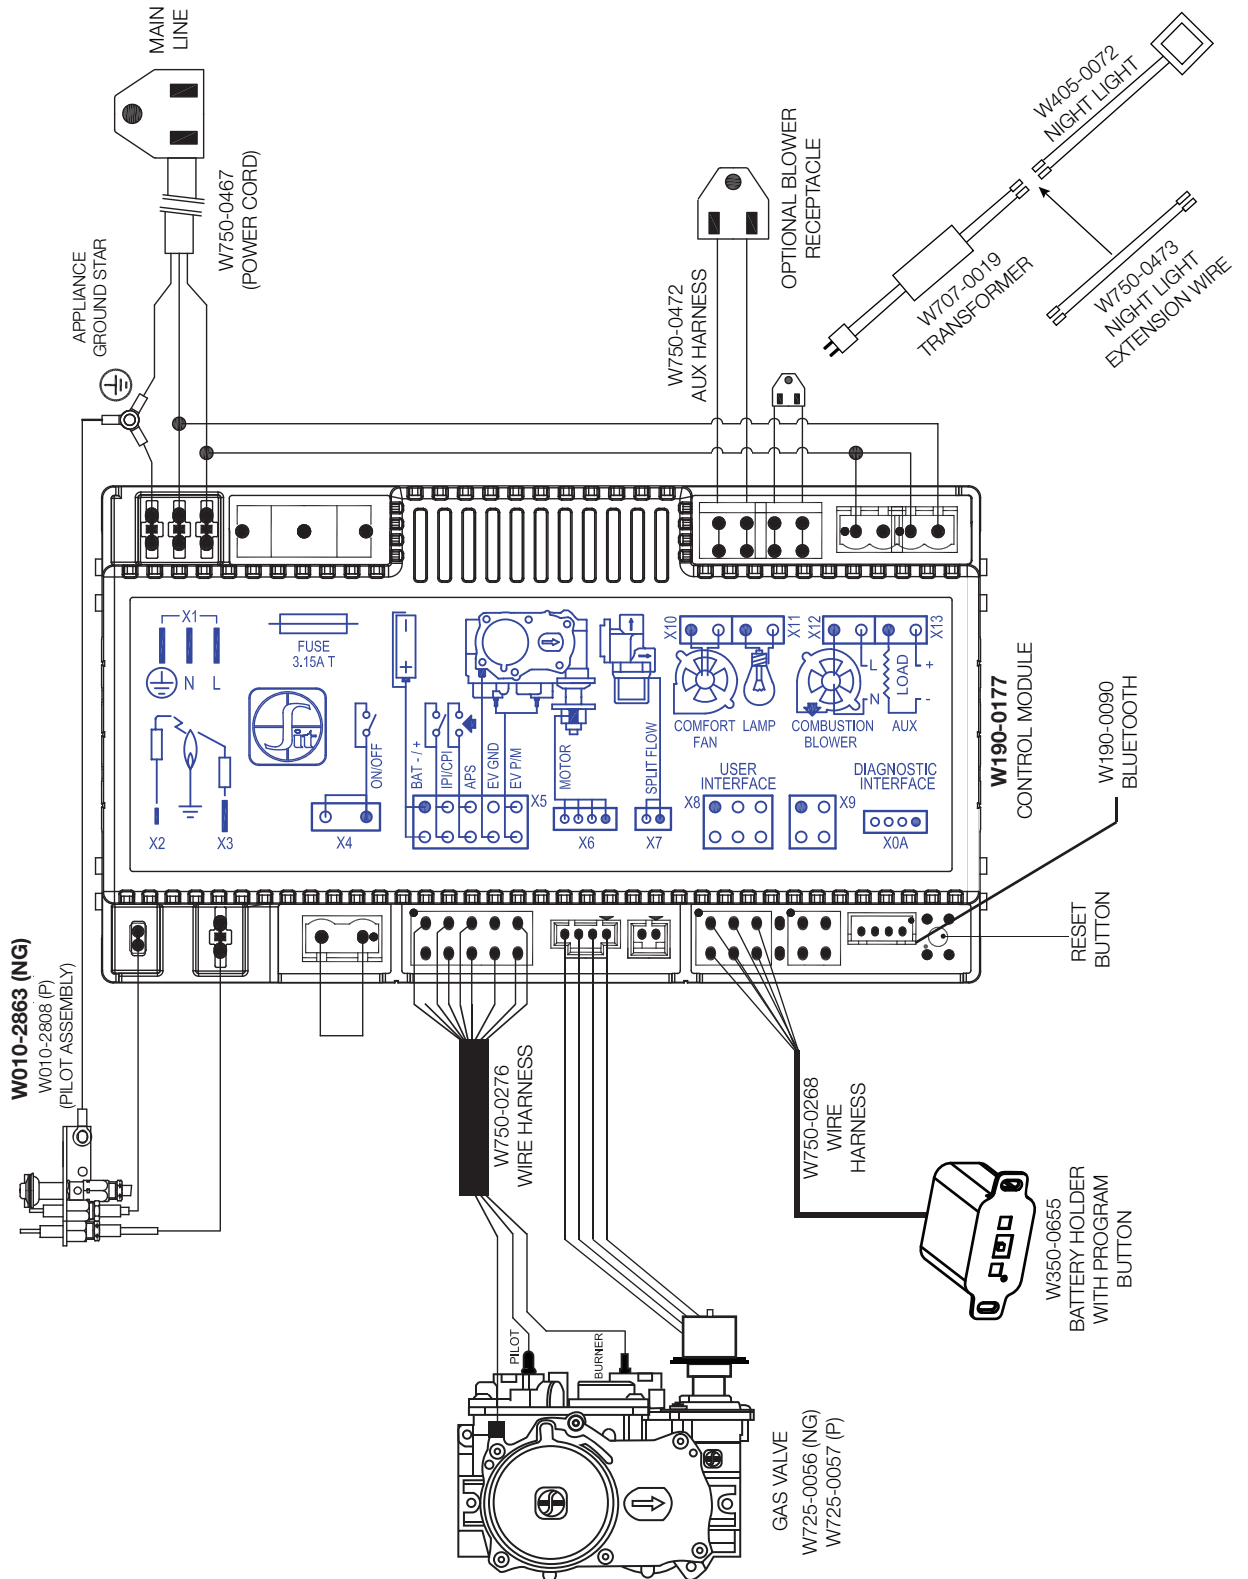 MAIN
LINE
W750-0467
(POWER CORD)
APPLIANCE
GROUND STAR
OPTIONAL BLOWER
RECEPTACLE
W750-0472
AUX HARNESS
W405-0072
NIGHT LIGHT
W707-0019
TRANSFORMER
W750-0473
NIGHT LIGHT
EXTENSION WIRE
X1
N
L
FUSE
3.15A T
X2
X3
Sit
ON/OFF
X4
- +
BAT - / +
IPI/CPI
APS
EV GND
EV P/M
X5
MOTOR
X6
SPLIT FLOW
X7
X10
X11
X12
X13
COMFORT
FAN
LAMP
COMBUSTION
BLOWER
L
N
LOAD
+
-
AUX
USER
INTERFACE
X8
X9
DIAGNOSTIC
INTERFACE
X0A
W190-0177
CONTROL MODULE
W190-0090
BLUETOOTH
RESET
BUTTON
W010-2863 (NG)
W010-2808 (P)
(PILOT ASSEMBLY)
W750-0276
WIRE HARNESS
W750-0268
WIRE
HARNESS
W350-0655
BATTERY HOLDER
WITH PROGRAM
BUTTON
PILOT
BURNER
GAS VALVE
W725-0056 (NG)
W725-0057 (P)